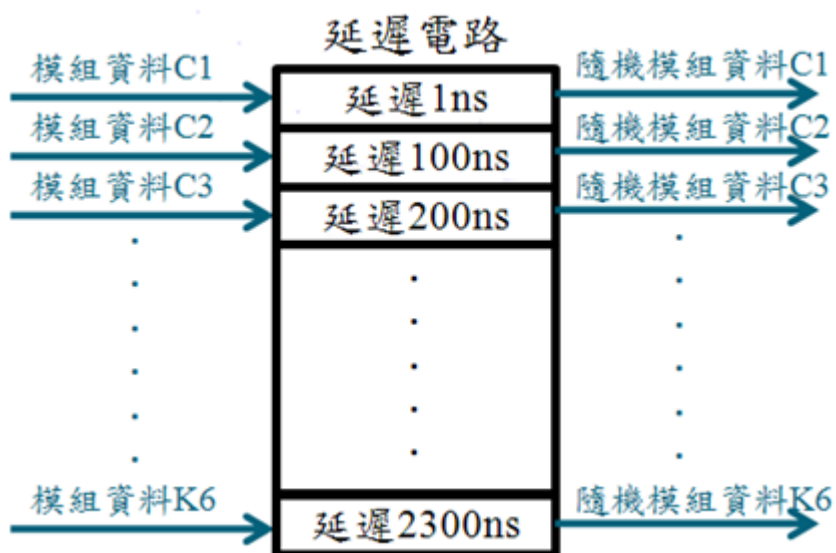 延遲電路
模組資料C1
延遲1ns
隨機模組資料C1
模組資料C2
延遲100ns
隨機模組資料C2
模組資料C3
延遲200ns
隨機模組資料C3
模組資料K6
延遲2300ns
隨機模組資料K6